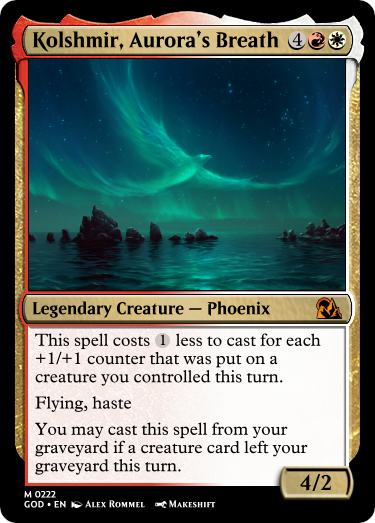 Kolshmir, Aurora's Breath 4
Legendary Creature — Phoenix
This spell costs 1 less to cast for each
+1/+1 counter that was put on a
creature you controlled this turn.
Flying, haste
You may cast this spell from your
graveyard if a creature card left your
graveyard this turn.
4/2
M 0222
GOD • EN Alex Rommel Makeshift